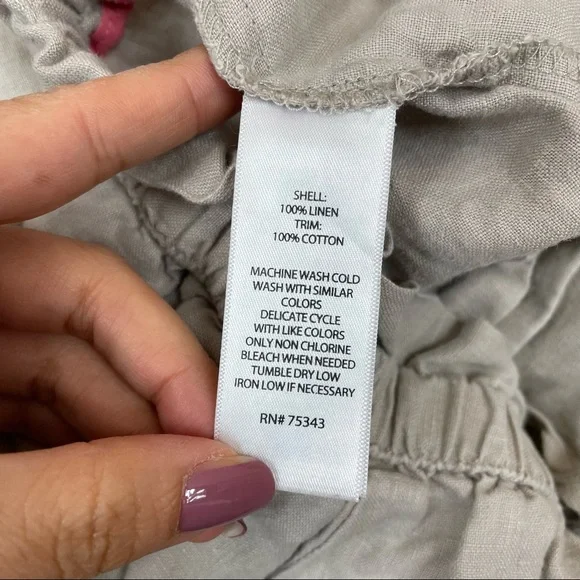 SHELL:
100% LINEN
TRIM:
100% COTTON
MACHINE WASH COLD
WASH WITH SIMILAR
COLORS
DELICATE CYCLE
WITH LIKE COLORS
ONLY NON CHLORINE
BLEACH WHEN NEEDED
TUMBLE DRY LOW
IRON LOW IF NECESSARY
RN# 75343